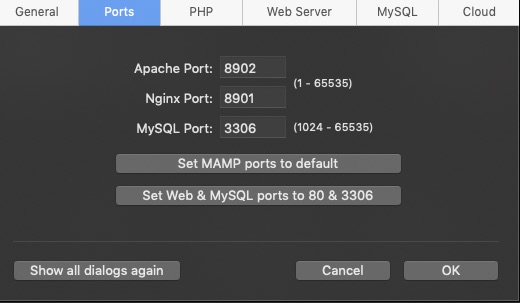 General Ports PHP Web Server MySQL Cloud
Apache Port: 8902
(1 - 65535)
Nginx Port: 8901
MySQL Port: 3306 (1024 - 65535)
Set MAMP ports to default
Set Web & MySQL ports to 80 & 3306
Show all dialogs again Cancel OK